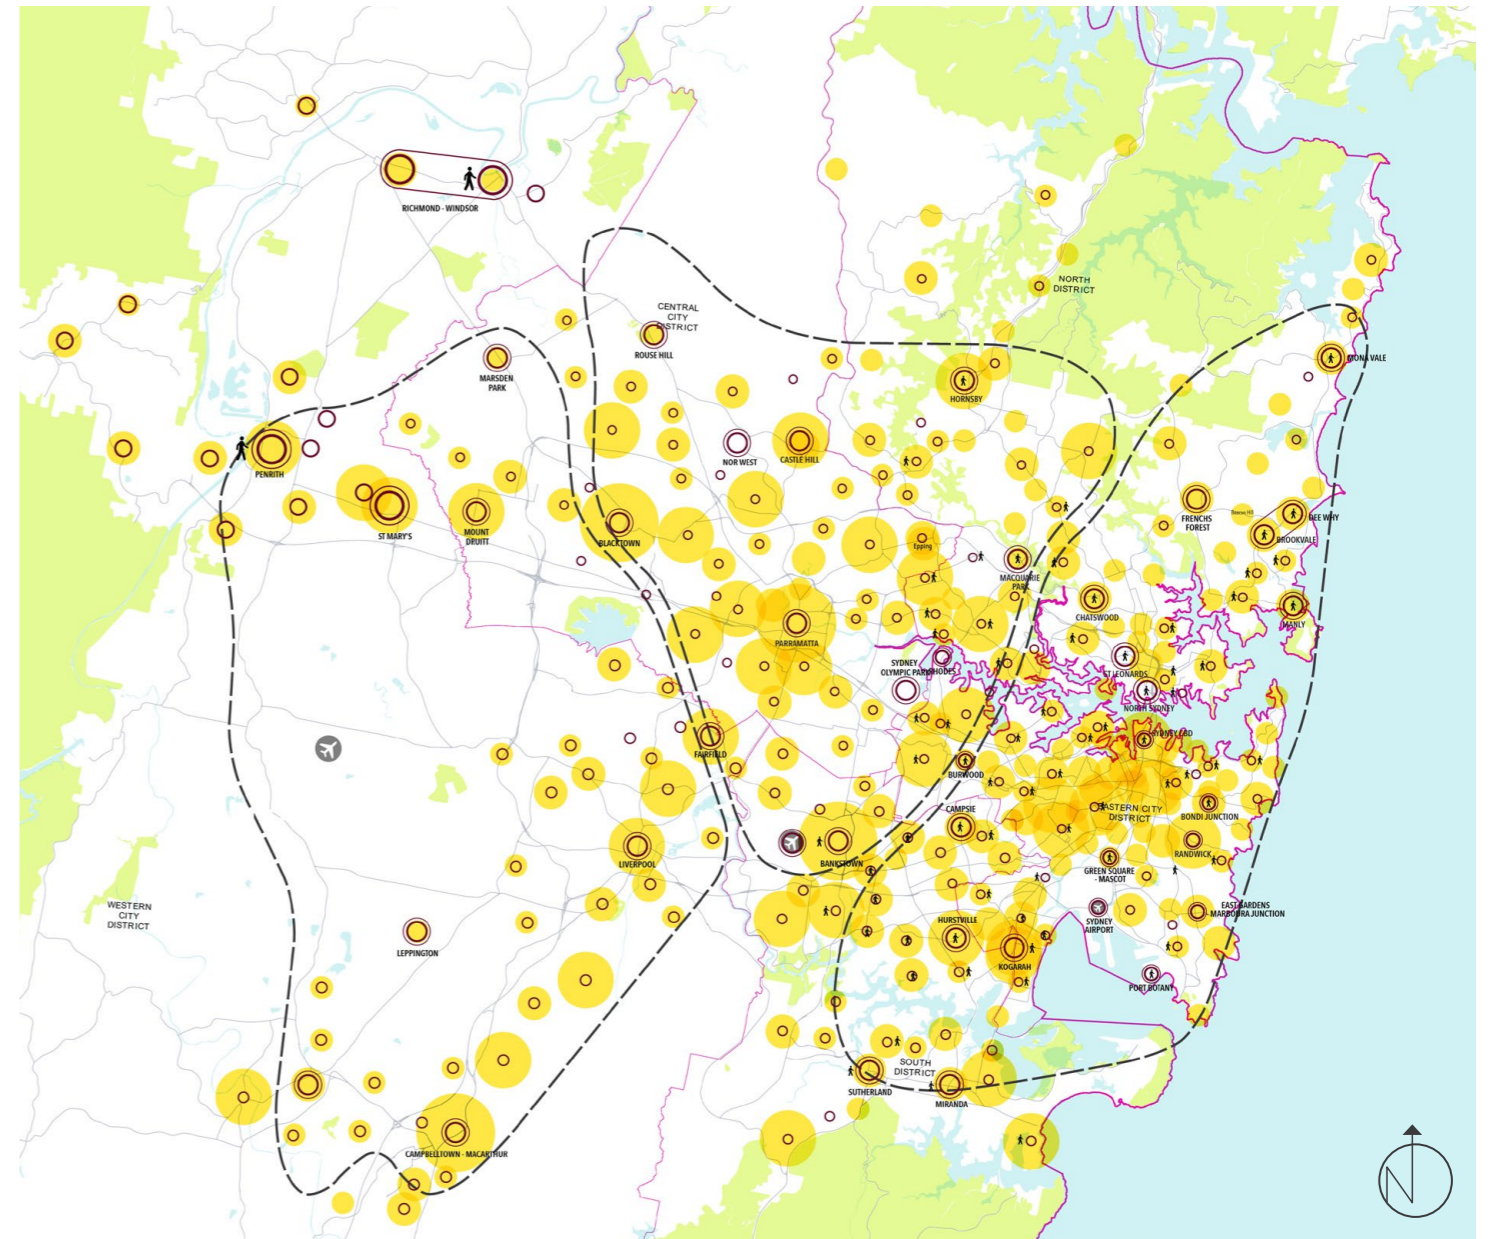 RICHMOND - WINDSOR
NORTH
DISTRICT
CENTRAL
CITY
DISTRICT
ROUSE HILL
MARSDEN
PARK
MONA VALE
HORNSBY
NOR WEST
CASTLE HILL
PENRITH
FRENCHS
FOREST
DEE WHY
BROOKVALE
ST MARY'S
MOUNT
DRUITT
BLACKTOWN
Epping
MACQUARIE
PARK
CHATSWOOD
MANLY
PARRAMATTA
SYDNEY
OLYMPIC PARK
RHODES
ST LEONARDS
NORTH SYDNEY
SYDNEY CBD
FAIRFIELD
BURWOOD
EASTERN CITY
DISTRICT
BONDI JUNCTION
CAMPSIE
BANKSTOWN
LIVERPOOL
RANDWICK
GREEN SQUARE
- MASCOT
WESTERN
CITY
DISTRICT
LEPPINGTON
HURSTVILLE
KOGARAH
SYDNEY
AIRPORT
EASTGARDENS
- MARBOURA JUNCTION
PORT BOTANY
SOUTH
DISTRICT
SUTHERLAND
MIRANDA
CAMPBELLTOWN - MACARTHUR
N